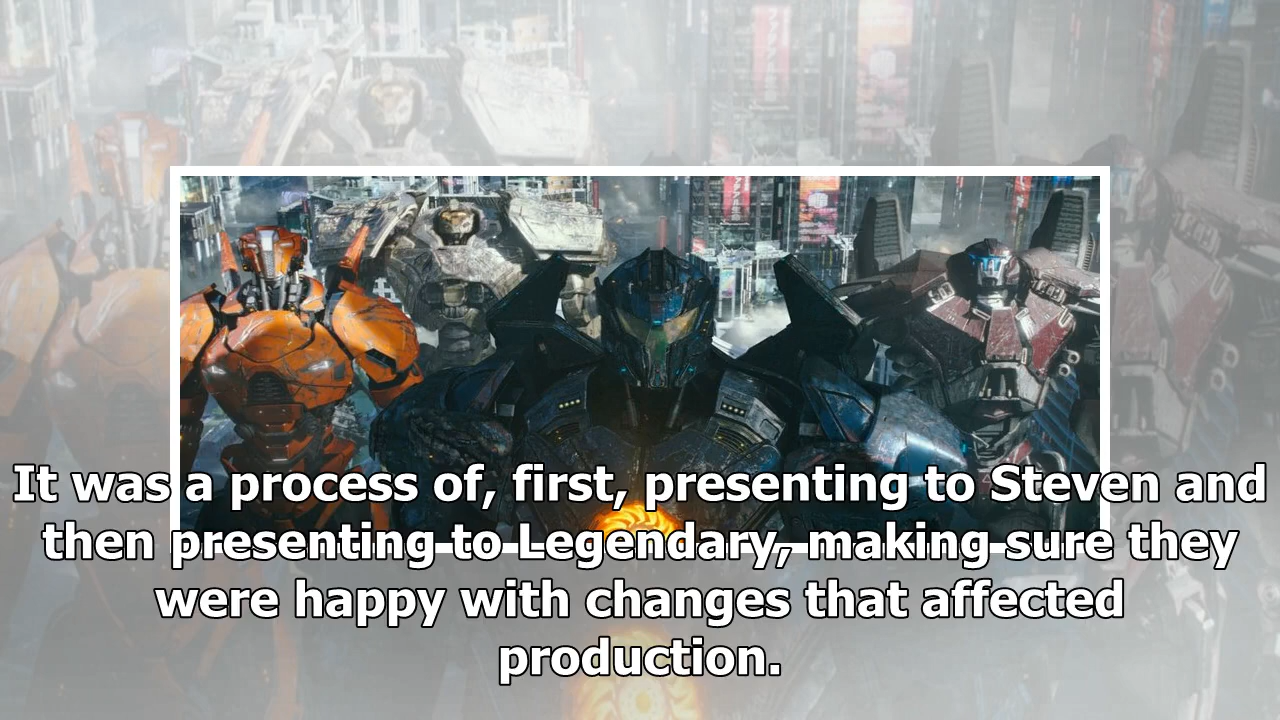 It was a process of, first, presenting to Steven and
then presenting to Legendary, making sure they
were happy with changes that affected
production.